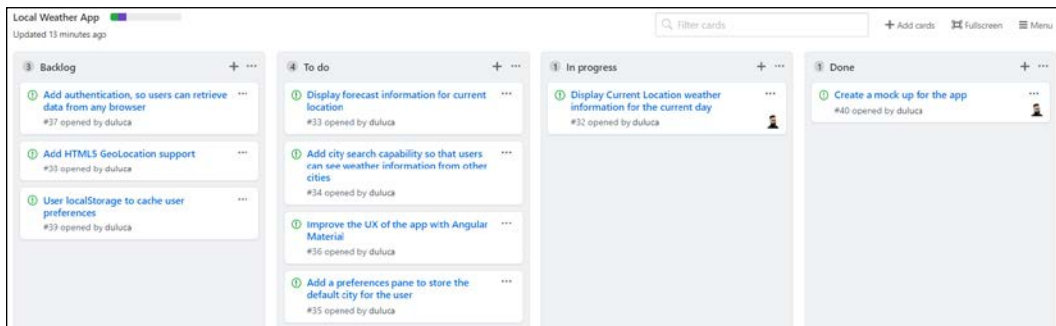 Local Weather App
Updated 13 minutes ago
Filter cards
Add cards
Fullscreen
Menu
3 Backlog
Add authentication, so users can retrieve
data from any browser
#37 opened by duluca
Add HTML5 GeoLocation support
#38 opened by duluca
User localStorage to cache user
preferences
#39 opened by duluca
4 To do
Display forecast information for current
location
#33 opened by duluca
Add city search capability so that users
can see weather information from other
cities
#34 opened by duluca
Improve the UX of the app with Angular
Material
#36 opened by duluca
Add a preferences pane to store the
default city for the user
#35 opened by duluca
1 In progress
Display Current Location weather
information for the current day
#32 opened by duluca
1 Done
Create a mock up for the app
#40 opened by duluca